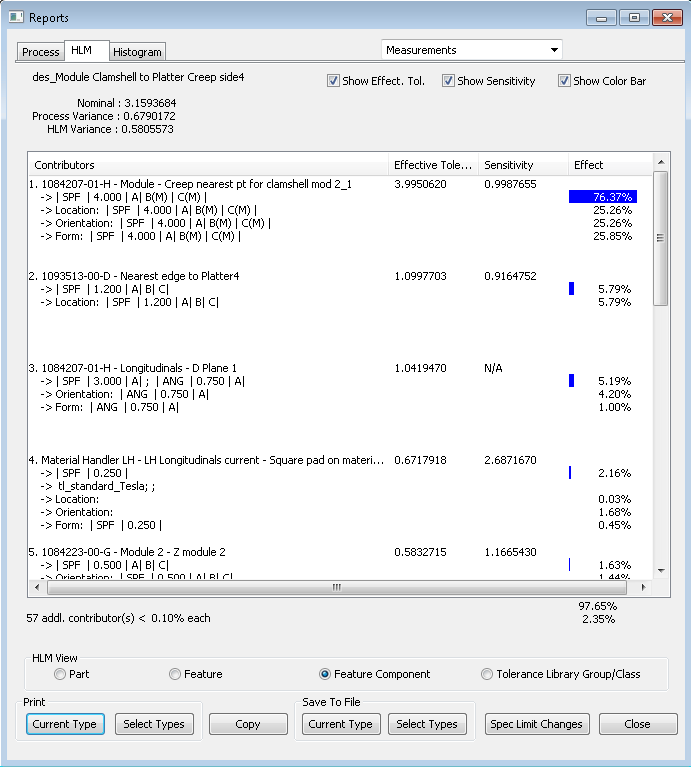 Reports
Process HLM Histogram Measurements
des_Module Clamshell to Platter Creep side4
Show Effect. Tol. Show Sensitivity Show Color Bar
Nominal : 3.1593684
Process Variance : 0.6790172
HLM Variance : 0.5805573
Contributors Effective Tole... Sensitivity Effect
1. 1084207-01-H - Module - Creep nearest pt for clamshell mod 2_1 3.9950620 0.9987655
-> | SPF | 4.000 | A| B(M) | C(M) | 76.37%
-> Location: | SPF | 4.000 | A| B(M) | C(M) | 25.26%
-> Orientation: | SPF | 4.000 | A| B(M) | C(M) | 25.26%
-> Form: | SPF | 4.000 | A| B(M) | C(M) | 25.85%
2. 1093513-00-D - Nearest edge to Platter4 1.0997703 0.9164752
-> | SPF | 1.200 | A| B| C| 5.79%
-> Location: | SPF | 1.200 | A| B| C| 5.79%
3. 1084207-01-H - Longitudinals - D Plane 1 1.0419470 N/A
-> | SPF | 3.000 | A| ; | ANG | 0.750 | A| 5.19%
-> Orientation: | ANG | 0.750 | A| 4.20%
-> Form: | ANG | 0.750 | A| 1.00%
4. Material Handler LH - LH Longitudinals current - Square pad on materi... 0.6717918 2.6871670
-> | SPF | 0.250 | 2.16%
-> tl_standard_Tesla; ;
-> Location: 0.03%
-> Orientation: 1.68%
-> Form: | SPF | 0.250 | 0.45%
5. 1084223-00-G - Module 2 - Z module 2 0.5832715 1.1665430
-> | SPF | 0.500 | A| B| C| 1.63%
-> Orientation: | SPF | 0.500 | A| B| C| 1.44%
97.65%
57 addl. contributor(s) < 0.10% each 2.35%
HLM View
Part Feature Feature Component Tolerance Library Group/Class
Print Save To File
Current Type Select Types Copy Current Type Select Types Spec Limit Changes Close